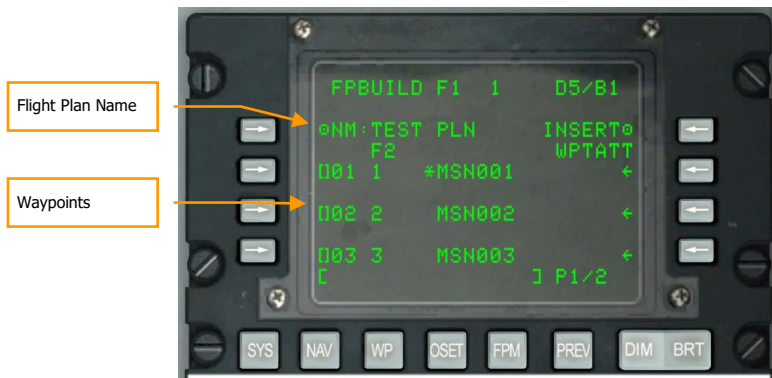 FPBUILD F1 1 D5/B1
Flight Plan Name
NM:TEST PLN INSERT
F2 WPTATT
[]01 1 *MSN001 ←
Waypoints
[]02 2 MSN002 ←
[]03 3 MSN003 ←
[ ] P1/2
SYS NAV WP OSET FPM PREV DIM BRT